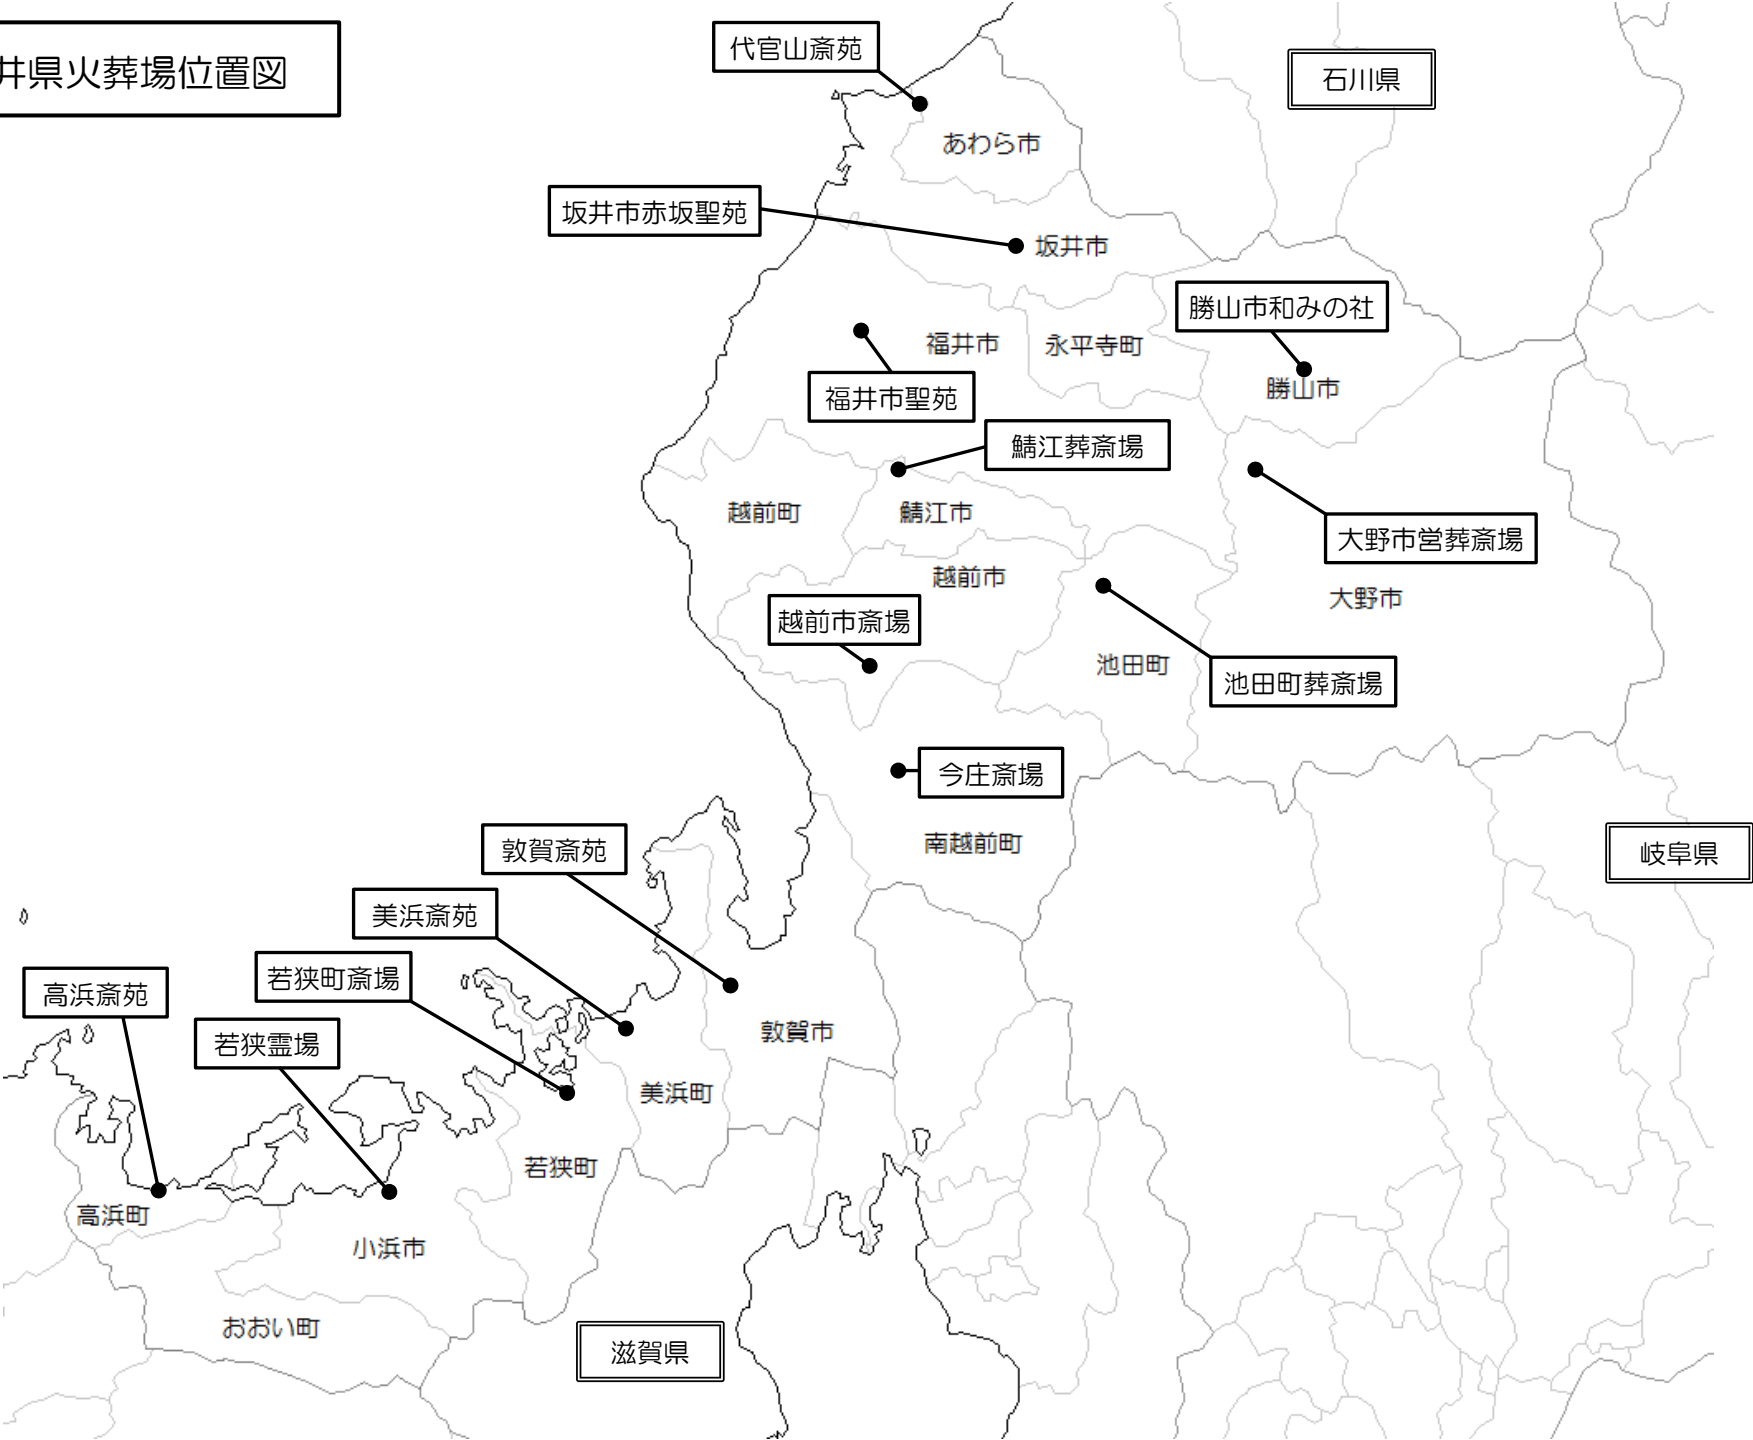 井県火葬場位置図
代官山斎苑
石川県
あわら市
坂井市赤坂聖苑
坂井市
勝山市和みの社
福井市
永平寺町
勝山市
福井市聖苑
鯖江葬斎場
越前町
鯖江市
大野市営葬斎場
越前市
大野市
越前市斎場
池田町
池田町葬斎場
今庄斎場
南越前町
敦賀斎苑
岐阜県
美浜斎苑
若狭町斎場
高浜斎苑
敦賀市
若狭霊場
美浜町
若狭町
高浜町
小浜市
おおい町
滋賀県